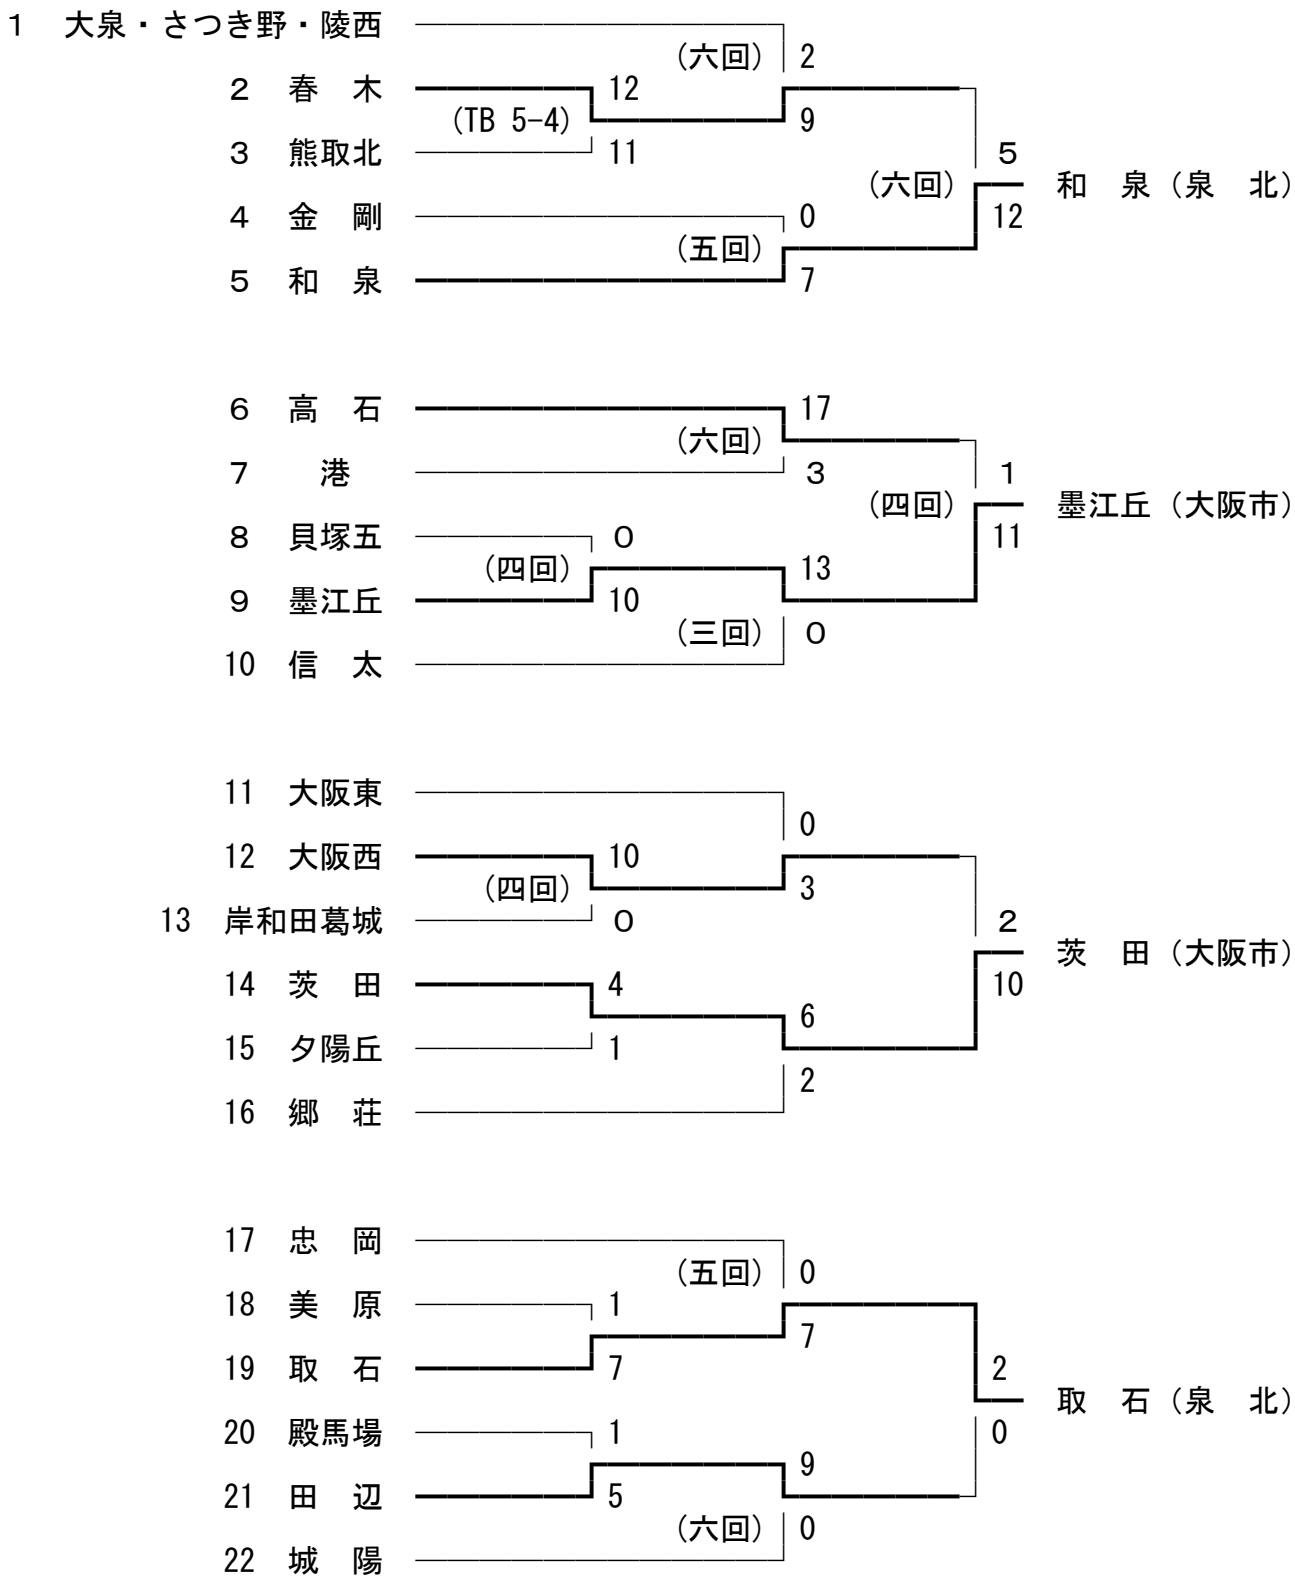 1 大泉・さつき野・陵西
(六回) 2
2 春 木 12
(TB 5-4) 9
3 熊取北 11 5
(六回) 和 泉 (泉 北)
4 金 剛 0 12
(五回)
5 和 泉 7
6 高 石 17
(六回)
7 港 3 1
(四回) 墨江丘 (大阪市)
8 貝塚五 0 11
(四回) 13
9 墨江丘 10
(三回) 0
10 信 太
11 大阪東
0
12 大阪西 10
(四回) 3
13 岸和田葛城 0 2
茨 田 (大阪市)
14 茨 田 4 10
6
15 夕陽丘 1
2
16 郷 荘
17 忠 岡
(五回) 0
18 美 原 1
7
19 取 石 7 2
取 石 (泉 北)
20 殿馬場 1 0
9
21 田 辺 5
(六回) 0
22 城 陽